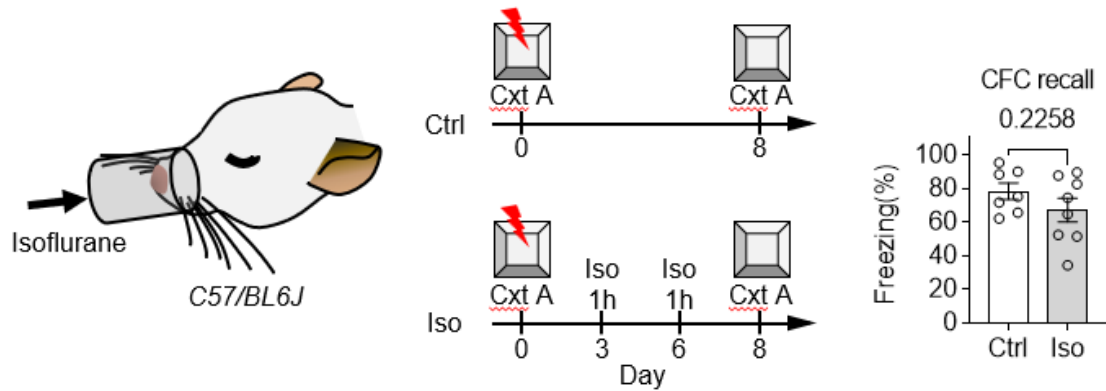 Isoflurane
C57/BL6J
Cxt A
Cxt A
Ctrl
0
8
Cxt A
Iso
1h
Iso
1h
Cxt A
Iso
0
3
6
8
Day
CFC recall
0.2258
Freezing(%)
100
80
60
40
20
0
Ctrl
Iso